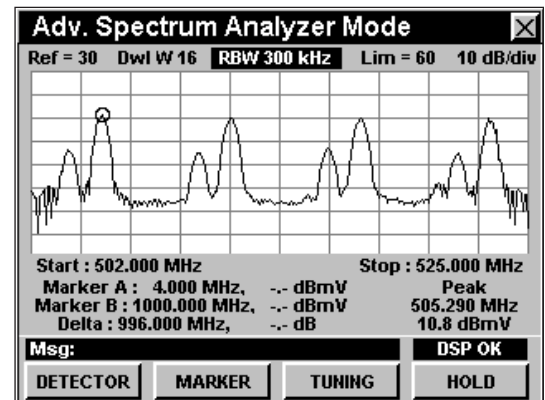 Adv. Spectrum Analyzer Mode
Ref = 30 Dwl W 16 RBW 300 kHz Lim = 60 10 dB/div
Start : 502.000 MHz Stop : 525.000 MHz
Marker A : 4.000 MHz, -.- dBmV Peak
Marker B : 1000.000 MHz, -.- dBmV 505.290 MHz
Delta : 996.000 MHz, -.- dB 10.8 dBmV
Msg: DSP OK
DETECTOR MARKER TUNING HOLD